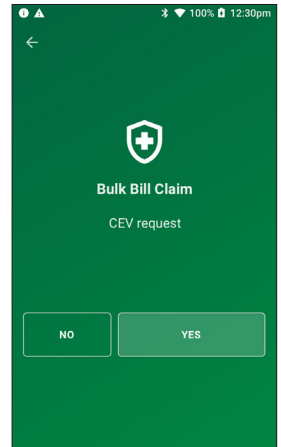 100% 12:30pm
Bulk Bill Claim
CEV request
NO
YES